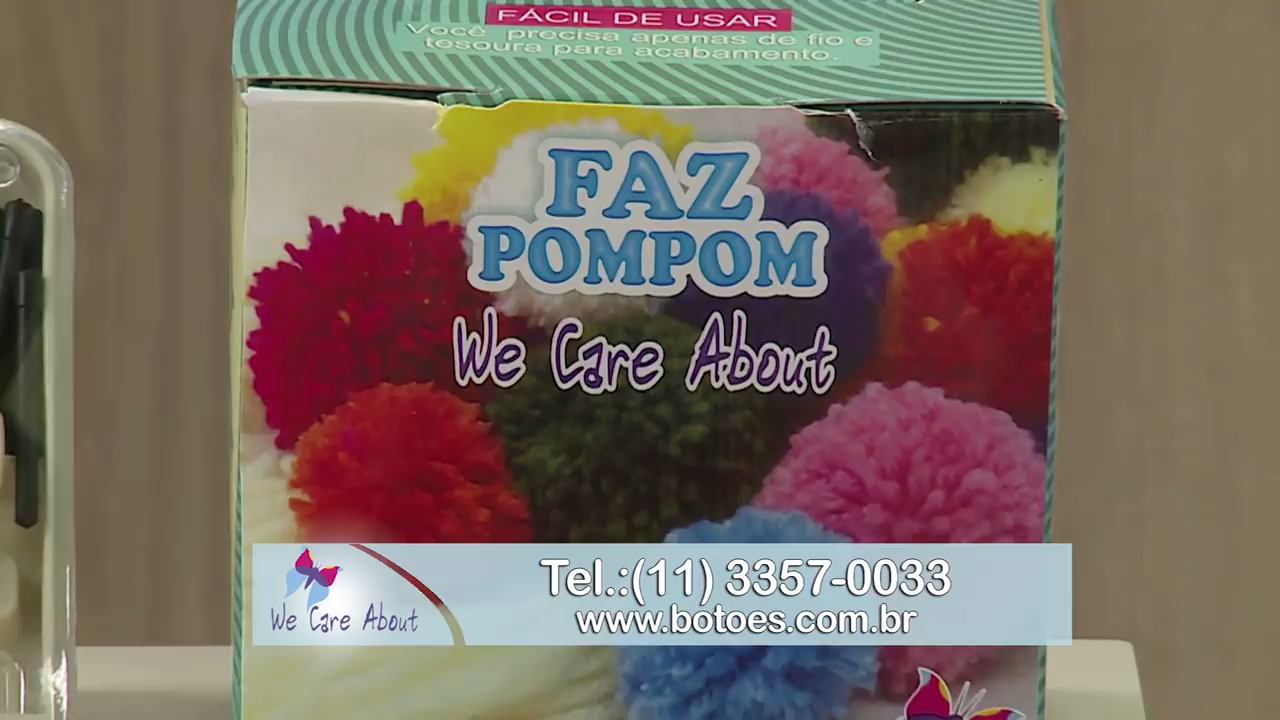 FÁCIL DE USAR
Você precisa apenas de fio e
tesoura para acabamento.
FAZ
POMPOM
We Care About
Tel.:(11) 3357-0033
www.botoes.com.br
We Care About